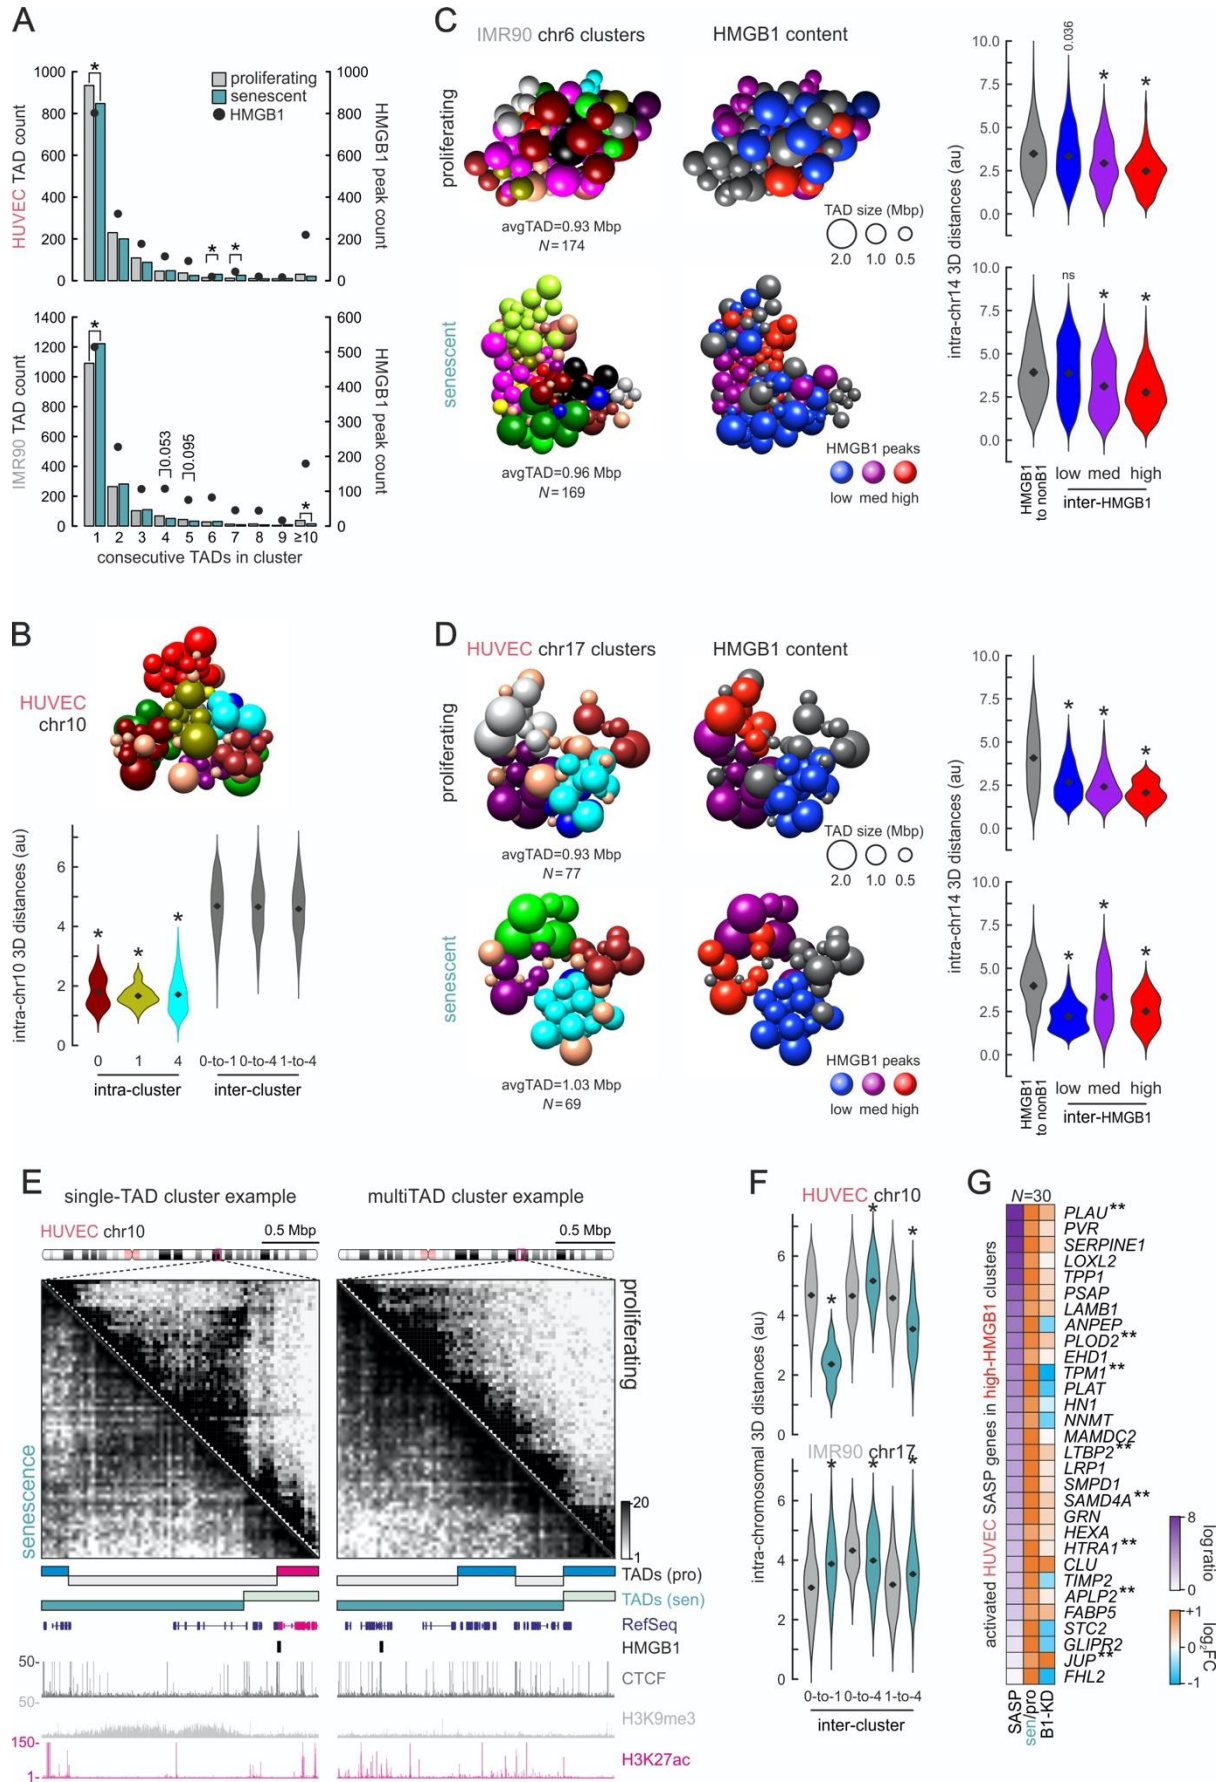 A
HUVEC TAD count
1000
800
600
400
200
0
*
proliferating
senescent
HMGB1
* *
1000
800
600
400
200
0
HMGB1 peak count
IMR90 TAD count
1400
1200
1000
800
600
400
200
0
*
0.053
0.095
*
600
500
400
300
200
100
0
HMGB1 peak count
1 2 3 4 5 6 7 8 9 ≥10
consecutive TADs in cluster
B
HUVEC
chr10
intra-chr10 3D distances (au)
6
4
2
0
* * *
0 1 4 0-to-1 0-to-4 1-to-4
intra-cluster inter-cluster
C
IMR90 chr6 clusters HMGB1 content
proliferating
avgTAD=0.93 Mbp
N=174
TAD size (Mbp)
2.0 1.0 0.5
senescent
avgTAD=0.96 Mbp
N=169
HMGB1 peaks
low med high
intra-chr14 3D distances (au)
10.0
7.5
5.0
2.5
0.0
0.036 * *
10.0
7.5
5.0
2.5
0.0
ns * *
HMGB1
to nonB1
low med high
inter-HMGB1
D
HUVEC chr17 clusters HMGB1 content
proliferating
avgTAD=0.93 Mbp
N=77
TAD size (Mbp)
2.0 1.0 0.5
senescent
avgTAD=1.03 Mbp
N=69
HMGB1 peaks
low med high
intra-chr14 3D distances (au)
10.0
7.5
5.0
2.5
0.0
* * *
10.0
7.5
5.0
2.5
0.0
* * *
HMGB1
to nonB1
low med high
inter-HMGB1
E
single-TAD cluster example multiTAD cluster example
HUVEC chr10
0.5 Mbp
0.5 Mbp
proliferating
senescence
20
1
TADs (pro)
TADs (sen)
RefSeq
HMGB1
50-
CTCF
50-
H3K9me3
150-
H3K27ac
1-
F
HUVEC chr10
intra-chromosomal 3D distances (au)
6
4
2
0
* * *
IMR90 chr17
6
4
2
0
* * *
0-to-1 0-to-4 1-to-4
inter-cluster
G
N=30
activated HUVEC SASP genes in high-HMGB1 clusters
PLAU**
PVR
SERPINE1
LOXL2
TPP1
PSAP
LAMB1
ANPEP
PLOD2**
EHD1
TPM1**
PLAT
HN1
NNMT
MAMDC2
LTBP2**
LRP1
SMPD1
SAMD4A**
GRN
HEXA
HTRA1**
CLU
TIMP2
APLP2**
FABP5
STC2
GLIPR2
JUP**
FHL2
SASP
sen/pro
B1-KD
8
0
log ratio
+1
-1
log2FC